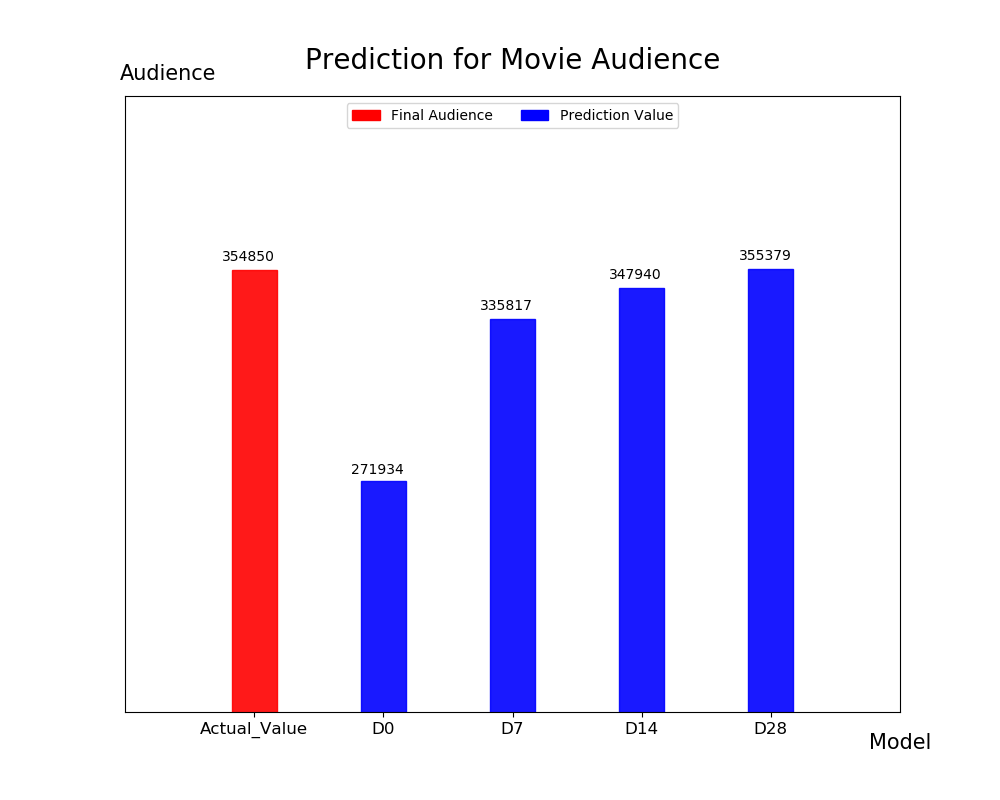 Prediction for Movie Audience
Audience
Final Audience Prediction Value
354850
271934
335817
347940
355379
Actual_Value D0 D7 D14 D28
Model